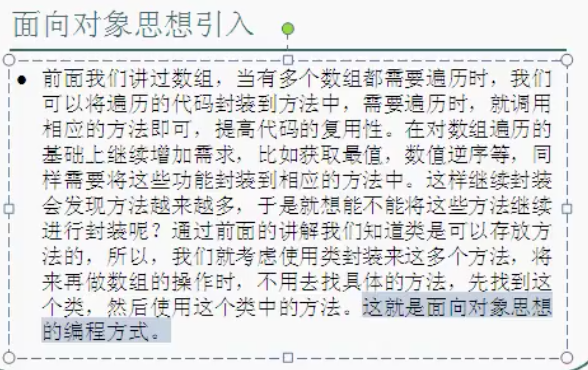 面向对象思想引入
● 前面我们讲过数组，当有多个数组都需要遍历时，我们
可以将遍历的代码封装到方法中，需要遍历时，就调用
相应的方法即可，提高代码的复用性。在对数组遍历的
基础上继续增加需求，比如获取最值，数值逆序等，同
样需要将这些功能封装到相应的方法中。这样继续封装
会发现方法越来越多，于是就想能不能将这些方法继续
进行封装呢？通过前面的讲解我们知道类是可以存放方
法的，所以，我们就考虑使用类封装来这多个方法，将
来再做数组的操作时，不用去找具体的方法，先找到这
个类，然后使用这个类中的方法。这就是面向对象思想
的编程方式。